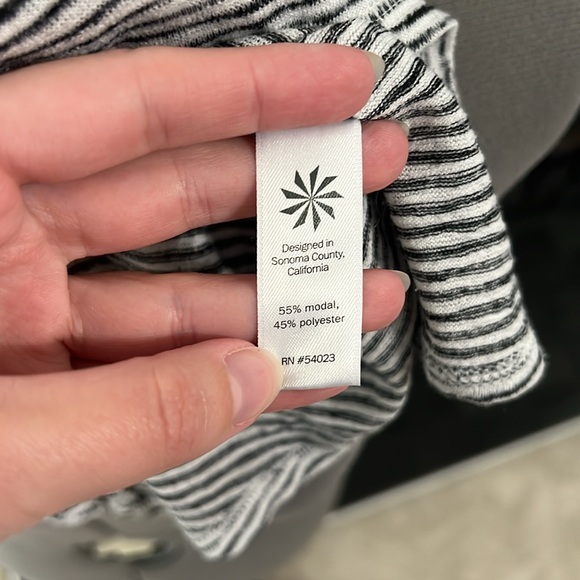 Designed in
Sonoma County,
California
55% modal,
45% polyester
RN #54023